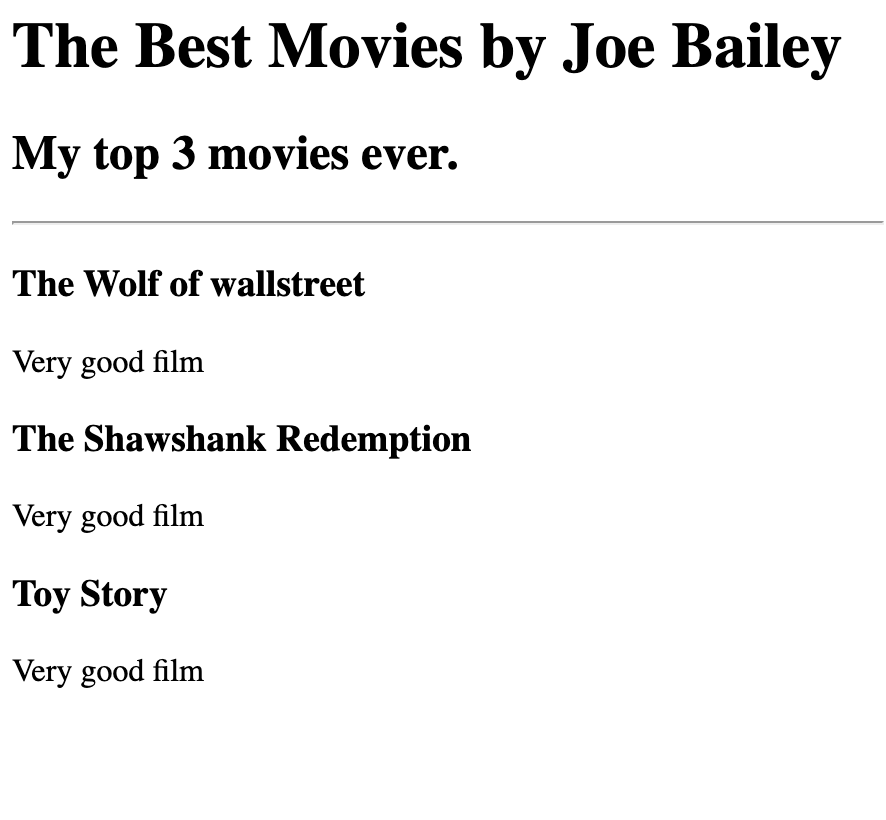 The Best Movies by Joe Bailey
My top 3 movies ever.
The Wolf of wallstreet
Very good film
The Shawshank Redemption
Very good film
Toy Story
Very good film